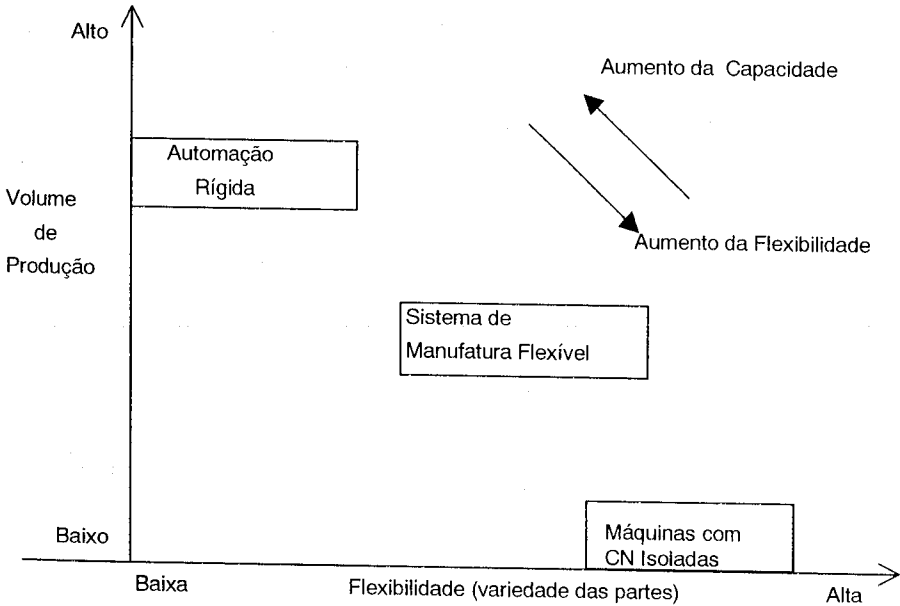 Alto
Aumento da Capacidade
Automação
Rígida
Volume
de
Produção
Aumento da Flexibilidade
Sistema de
Manufatura Flexível
Baixo
Máquinas com
CN Isoladas
Baixa
Flexibilidade (variedade das partes)
Alta